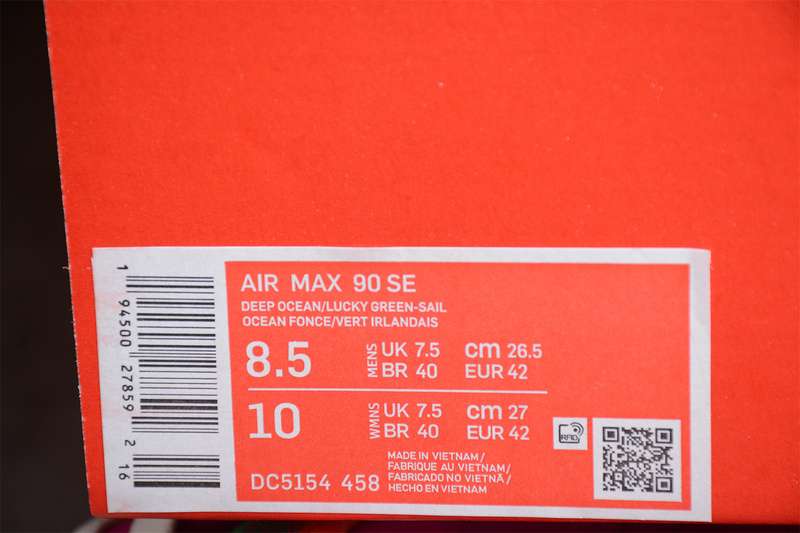 AIR MAX 90 SE
DEEP OCEAN/LUCKY GREEN-SAIL
OCEAN FONCE/VERT IRLANDAIS
8.5 MENS UK 7.5 cm 26.5
BR 40 EUR 42
10 WMNS UK 7.5 cm 27
BR 40 EUR 42
RFID
DC5154 458
MADE IN VIETNAM/
FABRIQUE AU VIETNAM/
FABRICADO NO VIETNÃ/
HECHO EN VIETNAM
1 94500 27859 2 16